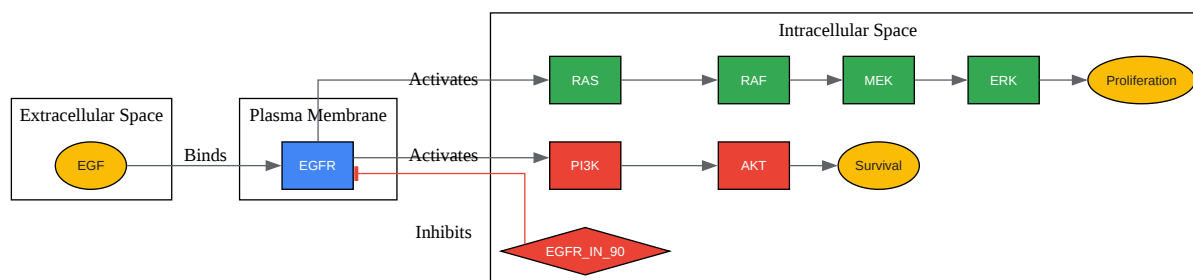 Intracellular Space
Activates
RAS
RAF
MEK
ERK
Proliferation
Extracellular Space
Plasma Membrane
EGF
Binds
EGFR
Activates
PI3K
AKT
Survival
Inhibits
EGFR_IN_90